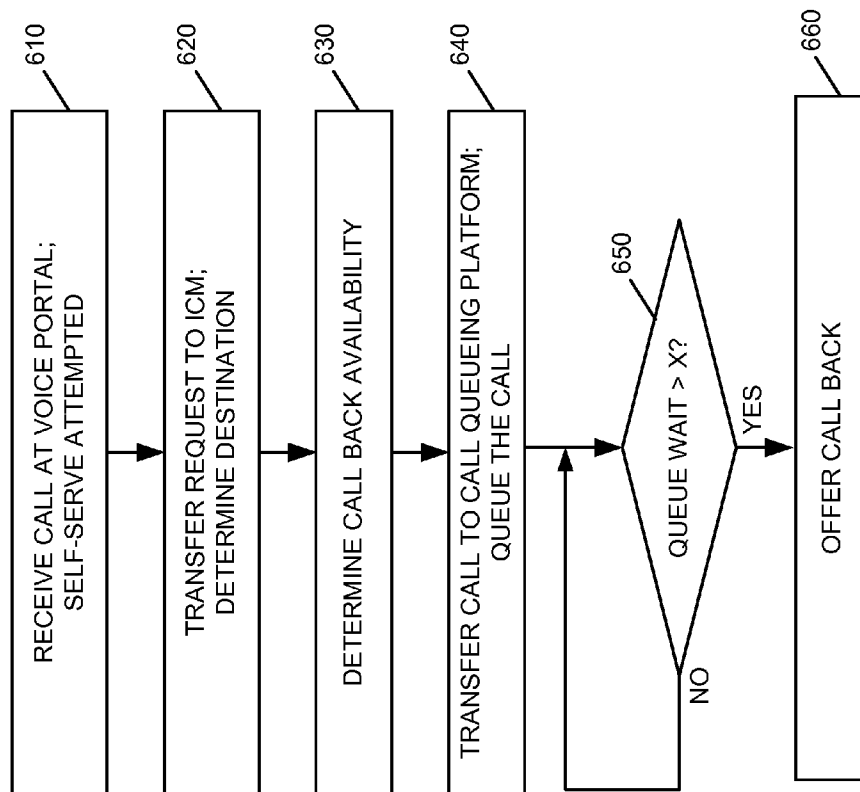 610
RECEIVE CALL AT VOICE PORTAL;
SELF-SERVE ATTEMPTED
620
TRANSFER REQUEST TO ICM;
DETERMINE DESTINATION
630
DETERMINE CALL BACK AVAILABILITY
640
TRANSFER CALL TO CALL QUEUEING PLATFORM;
QUEUE THE CALL
650
QUEUE WAIT > X?
NO
YES
660
OFFER CALL BACK